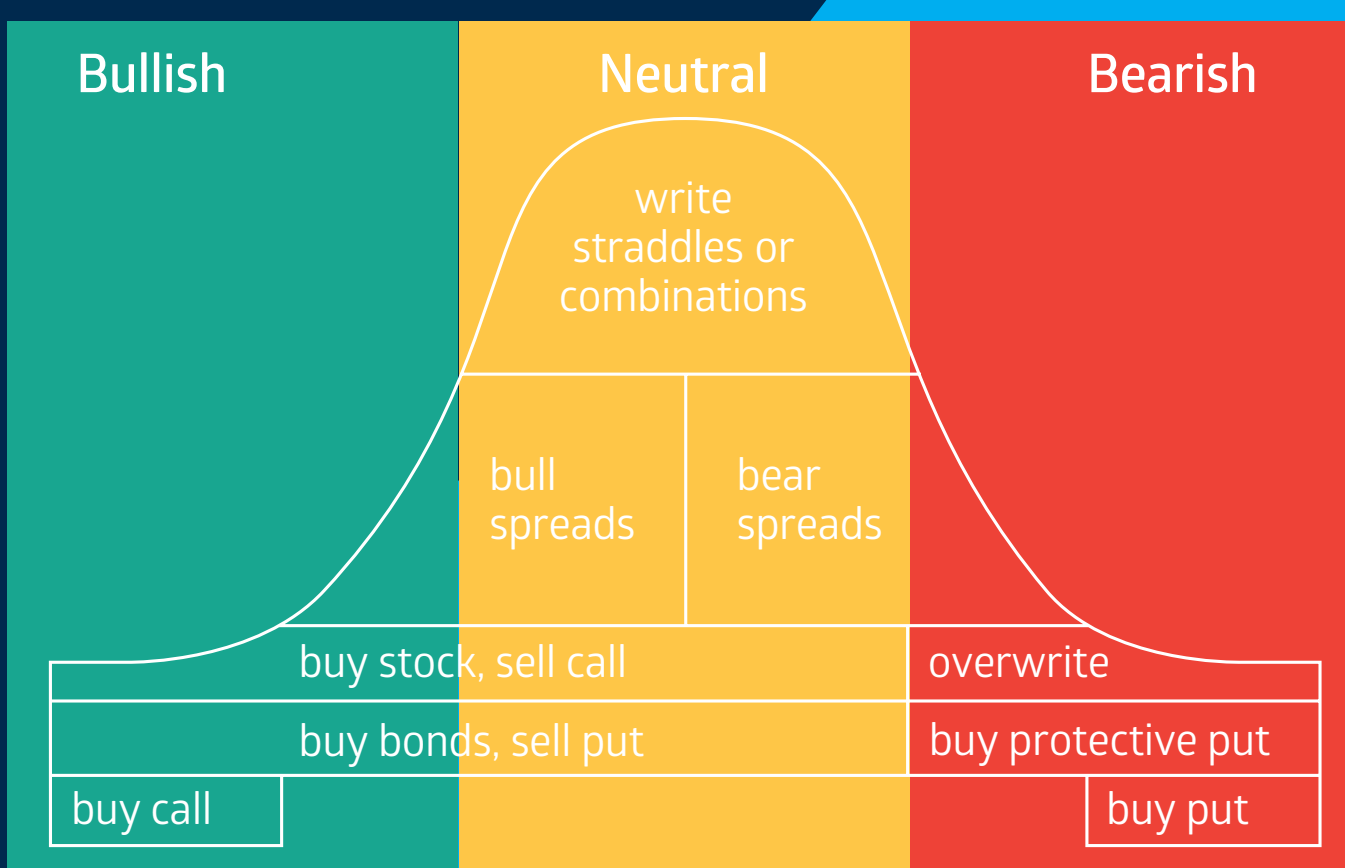 Bullish
Neutral
Bearish
write
straddles or
combinations
bull
spreads
bear
spreads
buy stock, sell call
overwrite
buy bonds, sell put
buy protective put
buy call
buy put